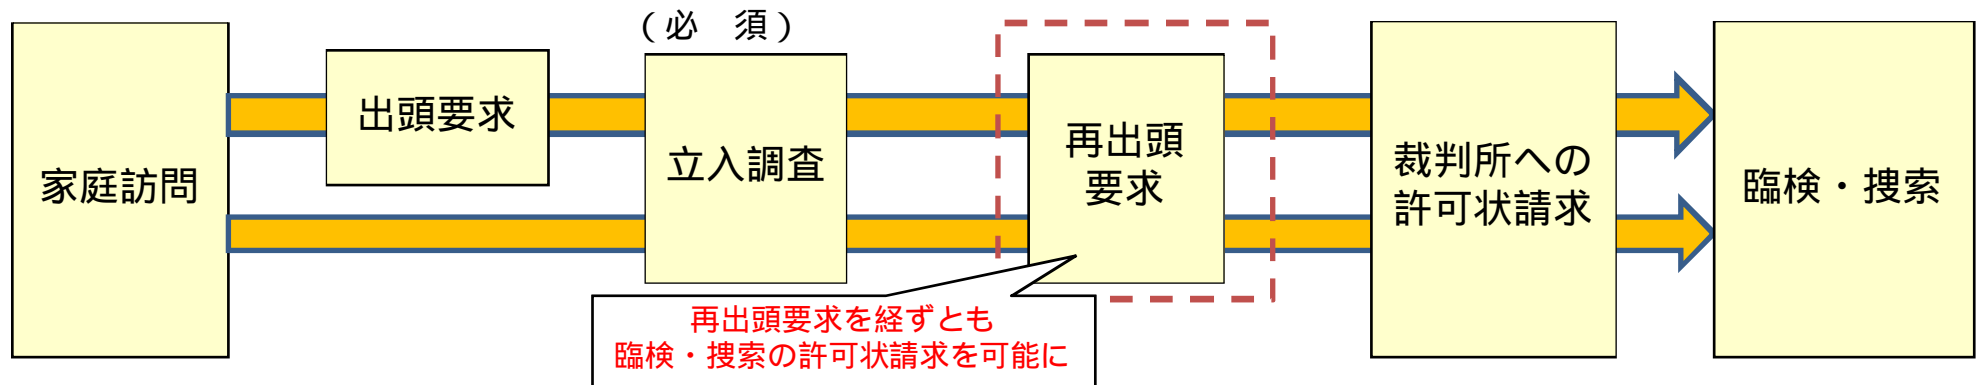 (必　須)
家庭訪問
出頭要求
立入調査
再出頭
要求
裁判所への
許可状請求
臨検・捜索
再出頭要求を経ずとも
臨検・捜索の許可状請求を可能に